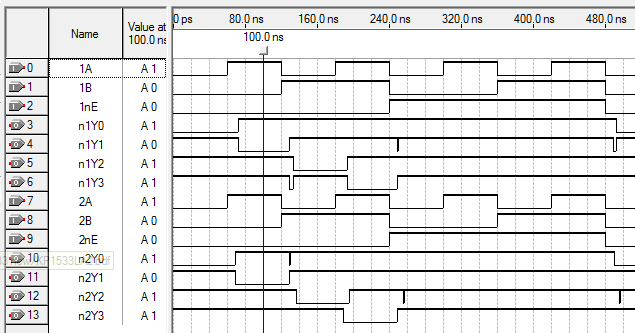 Name
Value at
100.0 ns
0 ps
80.0 ns
160.0 ns
240.0 ns
320.0 ns
400.0 ns
480.0 ns
100.0 ns
0 1A A 1
1 1B A 0
2 1nE A 0
3 n1Y0 A 1
4 n1Y1 A 0
5 n1Y2 A 1
6 n1Y3 A 1
7 2A A 1
8 2B A 0
9 2nE A 0
10 n2Y0 A 1
11 n2Y1 A 0
12 n2Y2 A 1
13 n2Y3 A 1